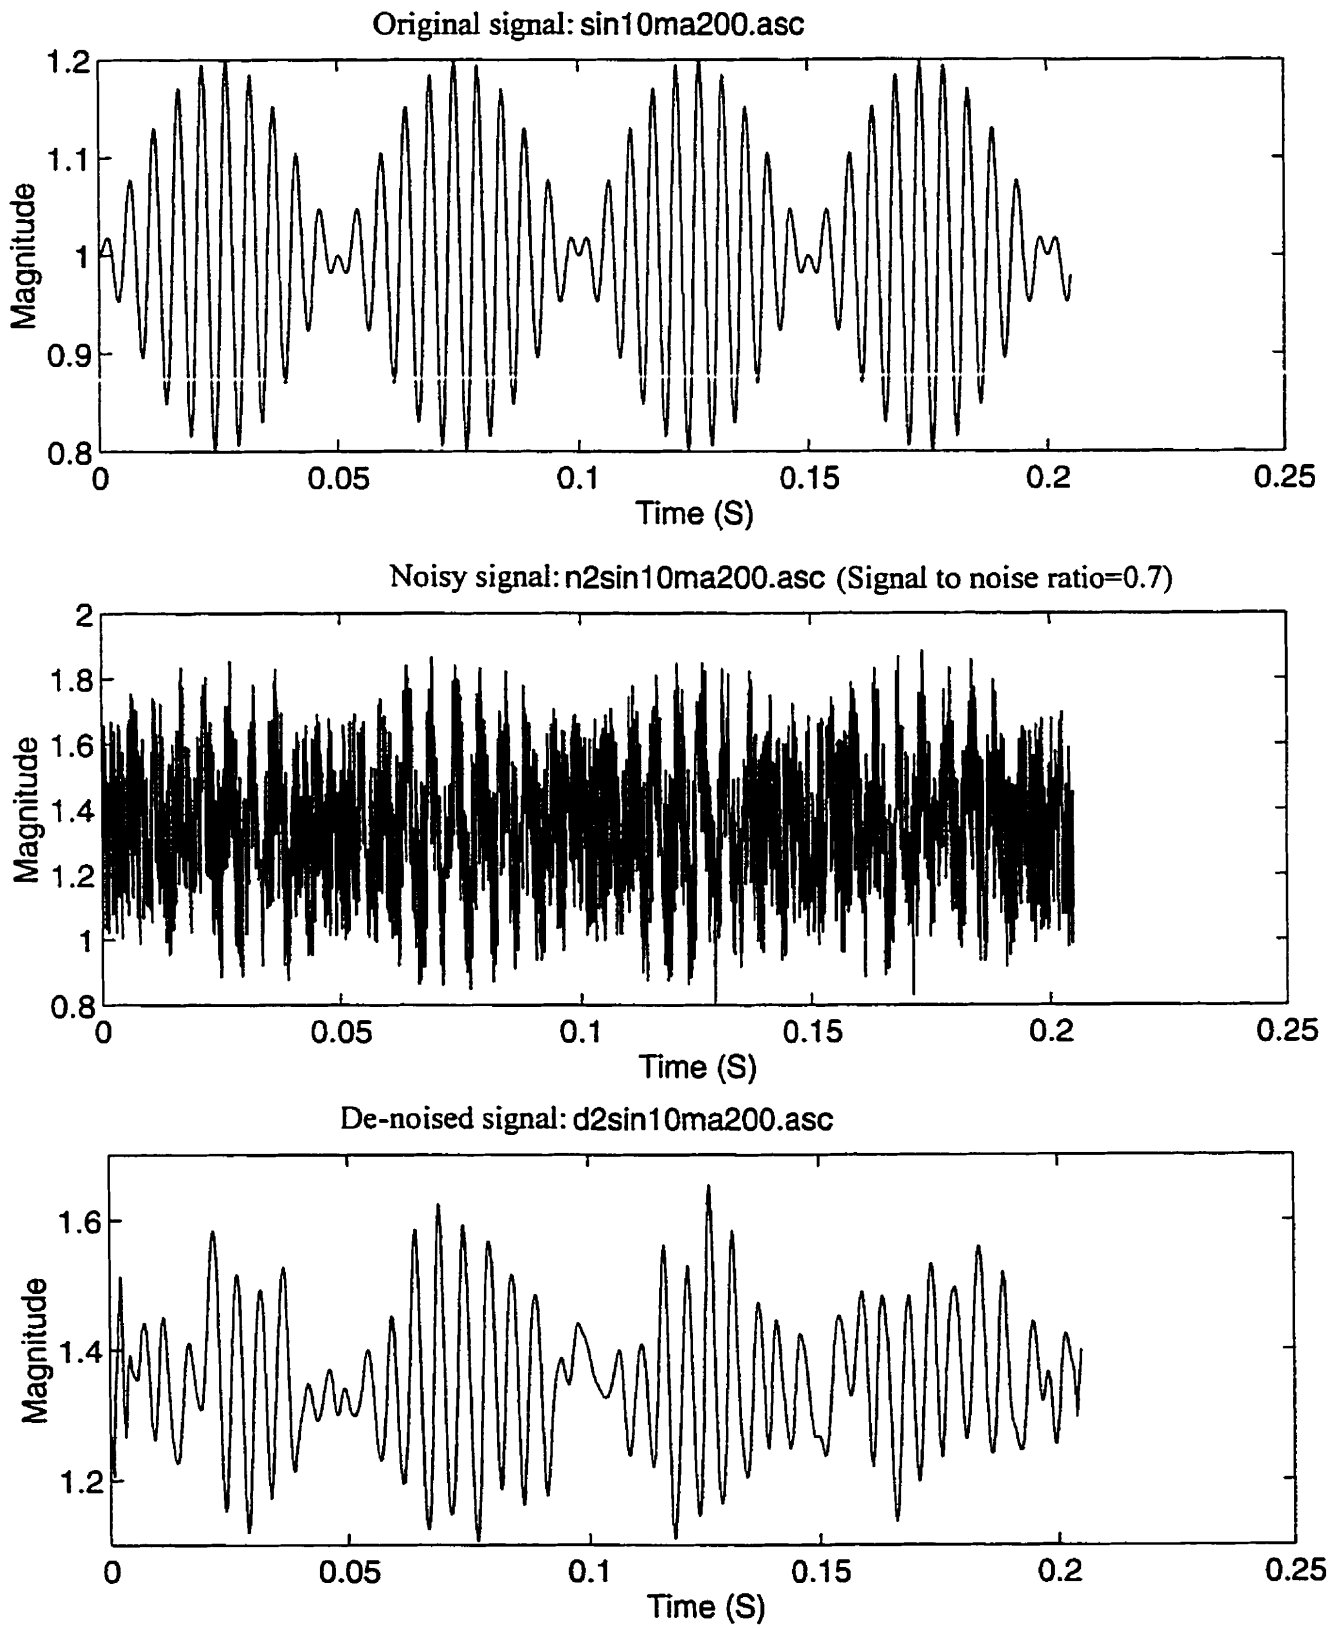 Original signal: sin10ma200.asc
1.2
1.1
1
0.9
0.8
Magnitude
0 0.05 0.1 0.15 0.2 0.25
Time (S)
Noisy signal: n2sin10ma200.asc (Signal to noise ratio=0.7)
2
1.8
1.6
1.4
1.2
1
0.8
Magnitude
0 0.05 0.1 0.15 0.2 0.25
Time (S)
De-noised signal: d2sin10ma200.asc
1.6
1.4
1.2
Magnitude
0 0.05 0.1 0.15 0.2 0.25
Time (S)